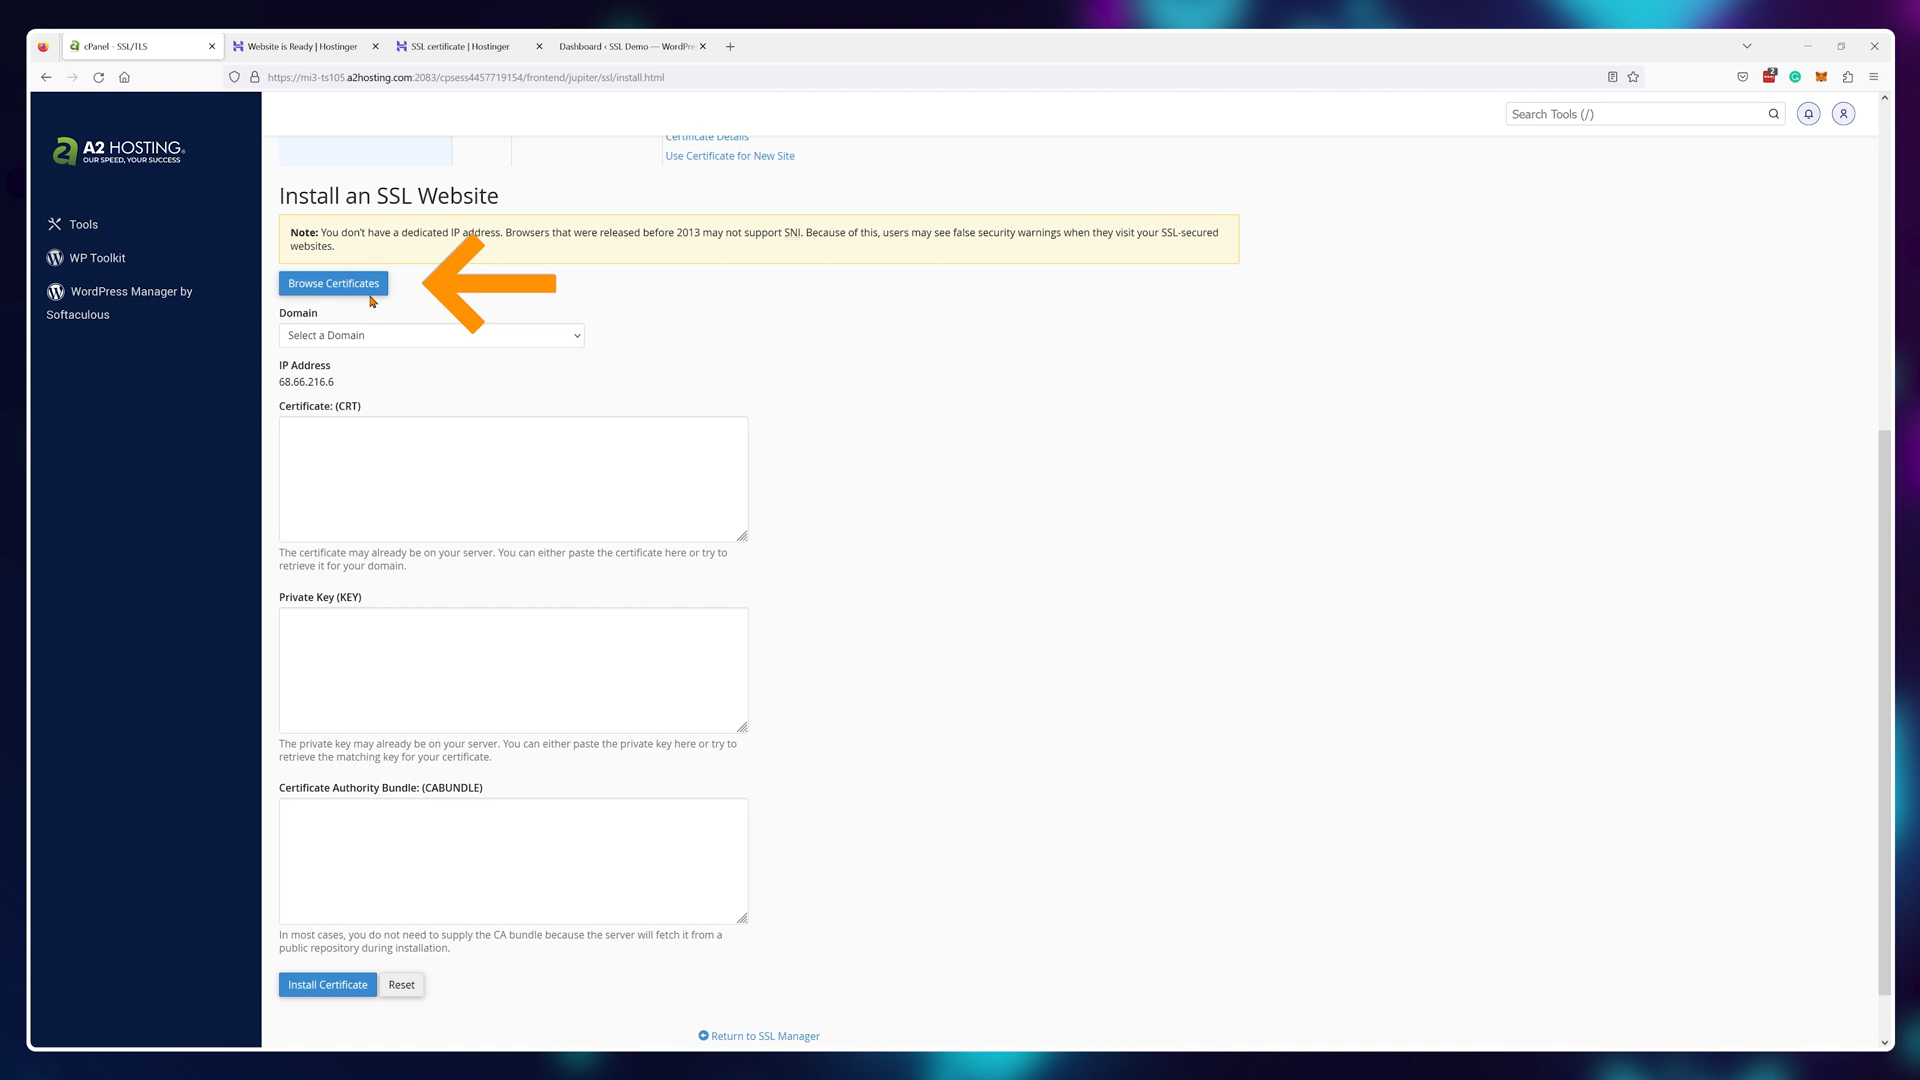 cPanel - SSL/TLS
Website is Ready | Hostinger
SSL certificate | Hostinger
Dashboard ‹ SSL Demo — WordPre
https://mi3-ts105.a2hosting.com:2083/cpsess4457719154/frontend/jupiter/ssl/install.html
2
A2 HOSTING
OUR SPEED, YOUR SUCCESS
Search Tools (/)
Tools
WP Toolkit
WordPress Manager by
Softaculous
Certificate Details
Use Certificate for New Site
Install an SSL Website
Note: You don't have a dedicated IP address. Browsers that were released before 2013 may not support SNI. Because of this, users may see false security warnings when they visit your SSL-secured
websites.
Browse Certificates
Domain
Select a Domain
IP Address
68.66.216.6
Certificate: (CRT)
The certificate may already be on your server. You can either paste the certificate here or try to
retrieve it for your domain.
Private Key (KEY)
The private key may already be on your server. You can either paste the private key here or try to
retrieve the matching key for your certificate.
Certificate Authority Bundle: (CABUNDLE)
In most cases, you do not need to supply the CA bundle because the server will fetch it from a
public repository during installation.
Install Certificate
Reset
Return to SSL Manager